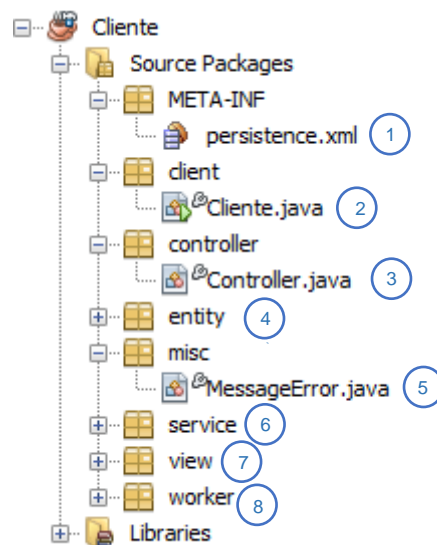 Cliente
Source Packages
META-INF
persistence.xml 1
client
Cliente.java 2
controller
Controller.java 3
entity 4
misc
MessageError.java 5
service 6
view 7
worker 8
Libraries